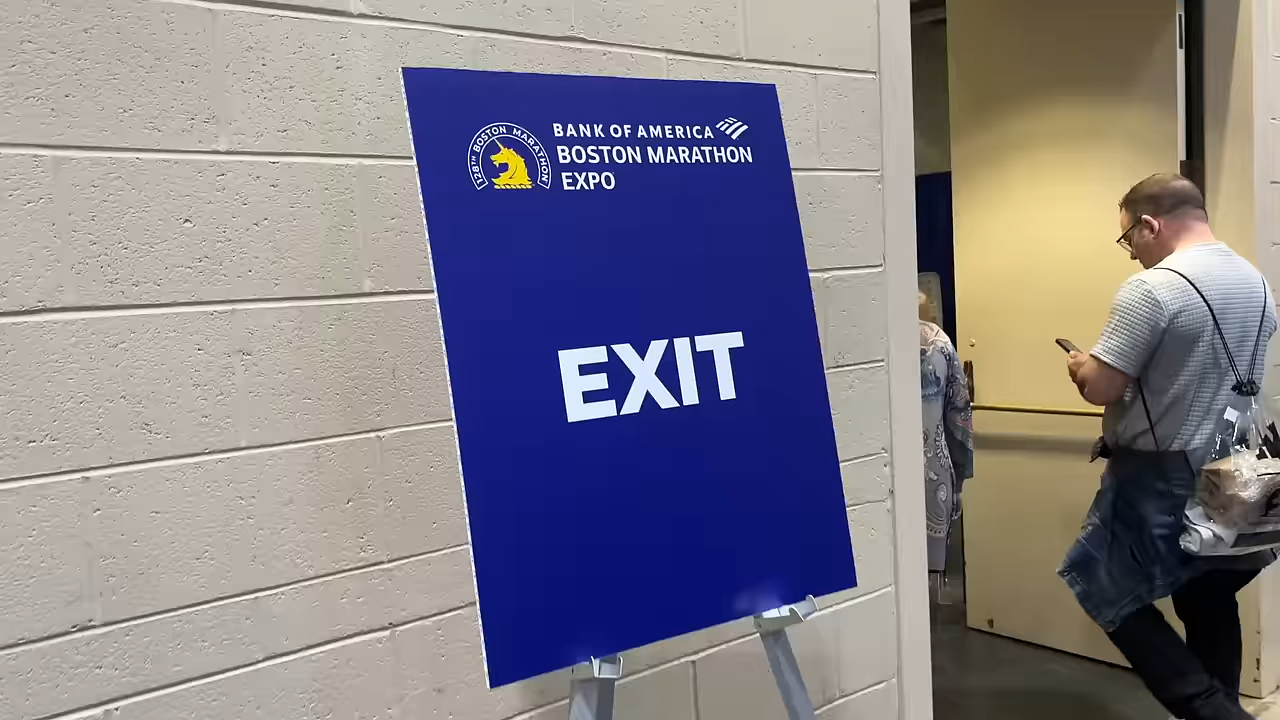 128TH BOSTON MARATHON
BANK OF AMERICA
BOSTON MARATHON
EXPO
EXIT